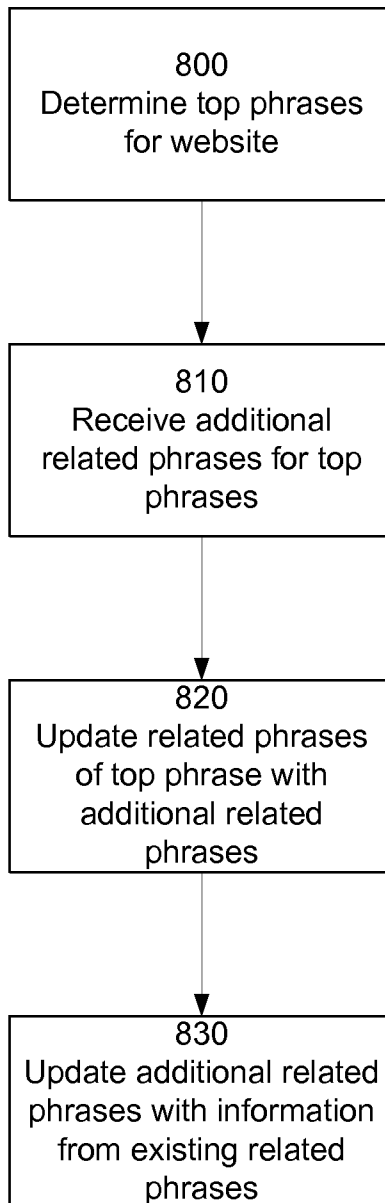 800
Determine top phrases
for website
810
Receive additional
related phrases for top
phrases
820
Update related phrases
of top phrase with
additional related
phrases
830
Update additional related
phrases with information
from existing related
phrases